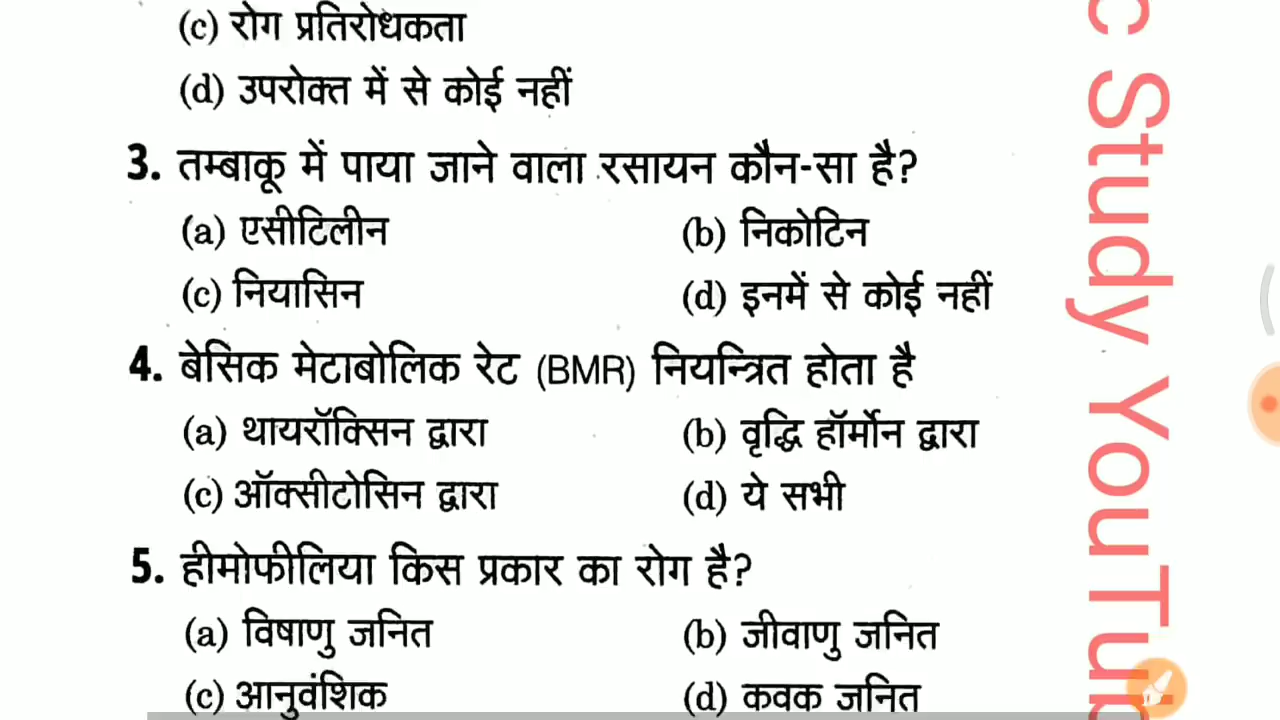 (c) रोग प्रतिरोधकता
(d) उपरोक्त में से कोई नहीं
3. तम्बाकू में पाया जाने वाला रसायन कौन-सा है?
(a) एसीटिलीन (b) निकोटिन
(c) नियासिन (d) इनमें से कोई नहीं
4. बेसिक मेटाबोलिक रेट (BMR) नियन्त्रित होता है
(a) थायरॉक्सिन द्वारा (b) वृद्धि हॉर्मोन द्वारा
(c) ऑक्सीटोसिन द्वारा (d) ये सभी
5. हीमोफीलिया किस प्रकार का रोग है?
(a) विषाणु जनित (b) जीवाणु जनित
(c) आनुवंशिक (d) कवक जनित
c Study YouTub